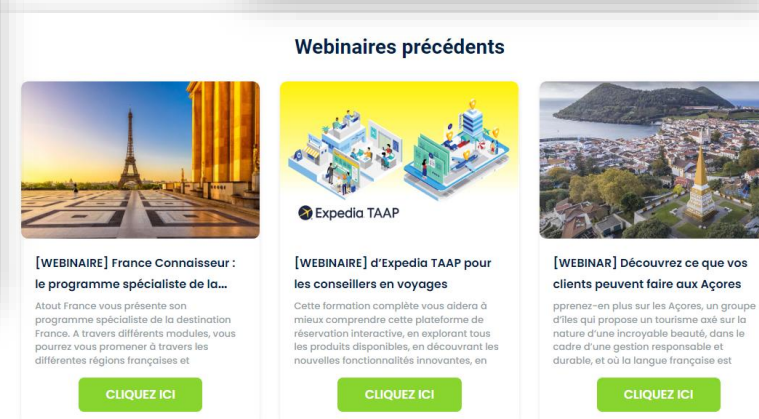 Webinaires précédents
Expedia TAAP
[WEBINAIRE] France Connaisseur :
le programme spécialiste de la...
Atout France vous présente son
programme spécialiste de la destination
France. A travers différents modules, vous
pourrez vous promener à travers les
différentes régions françaises et
CLIQUEZ ICI
[WEBINAIRE] d'Expedia TAAP pour
les conseillers en voyages
Cette formation complète vous aidera à
mieux comprendre cette plateforme de
réservation interactive, en explorant tous
les produits disponibles, en découvrant les
nouvelles fonctionnalités innovantes, en
CLIQUEZ ICI
[WEBINAR] Découvrez ce que vos
clients peuvent faire aux Açores
pprenez-en plus sur les Açores, un groupe
d'îles qui propose un tourisme axé sur la
nature d'une incroyable beauté, dans le
cadre d'une gestion responsable et
durable, et où la langue française est
CLIQUEZ ICI